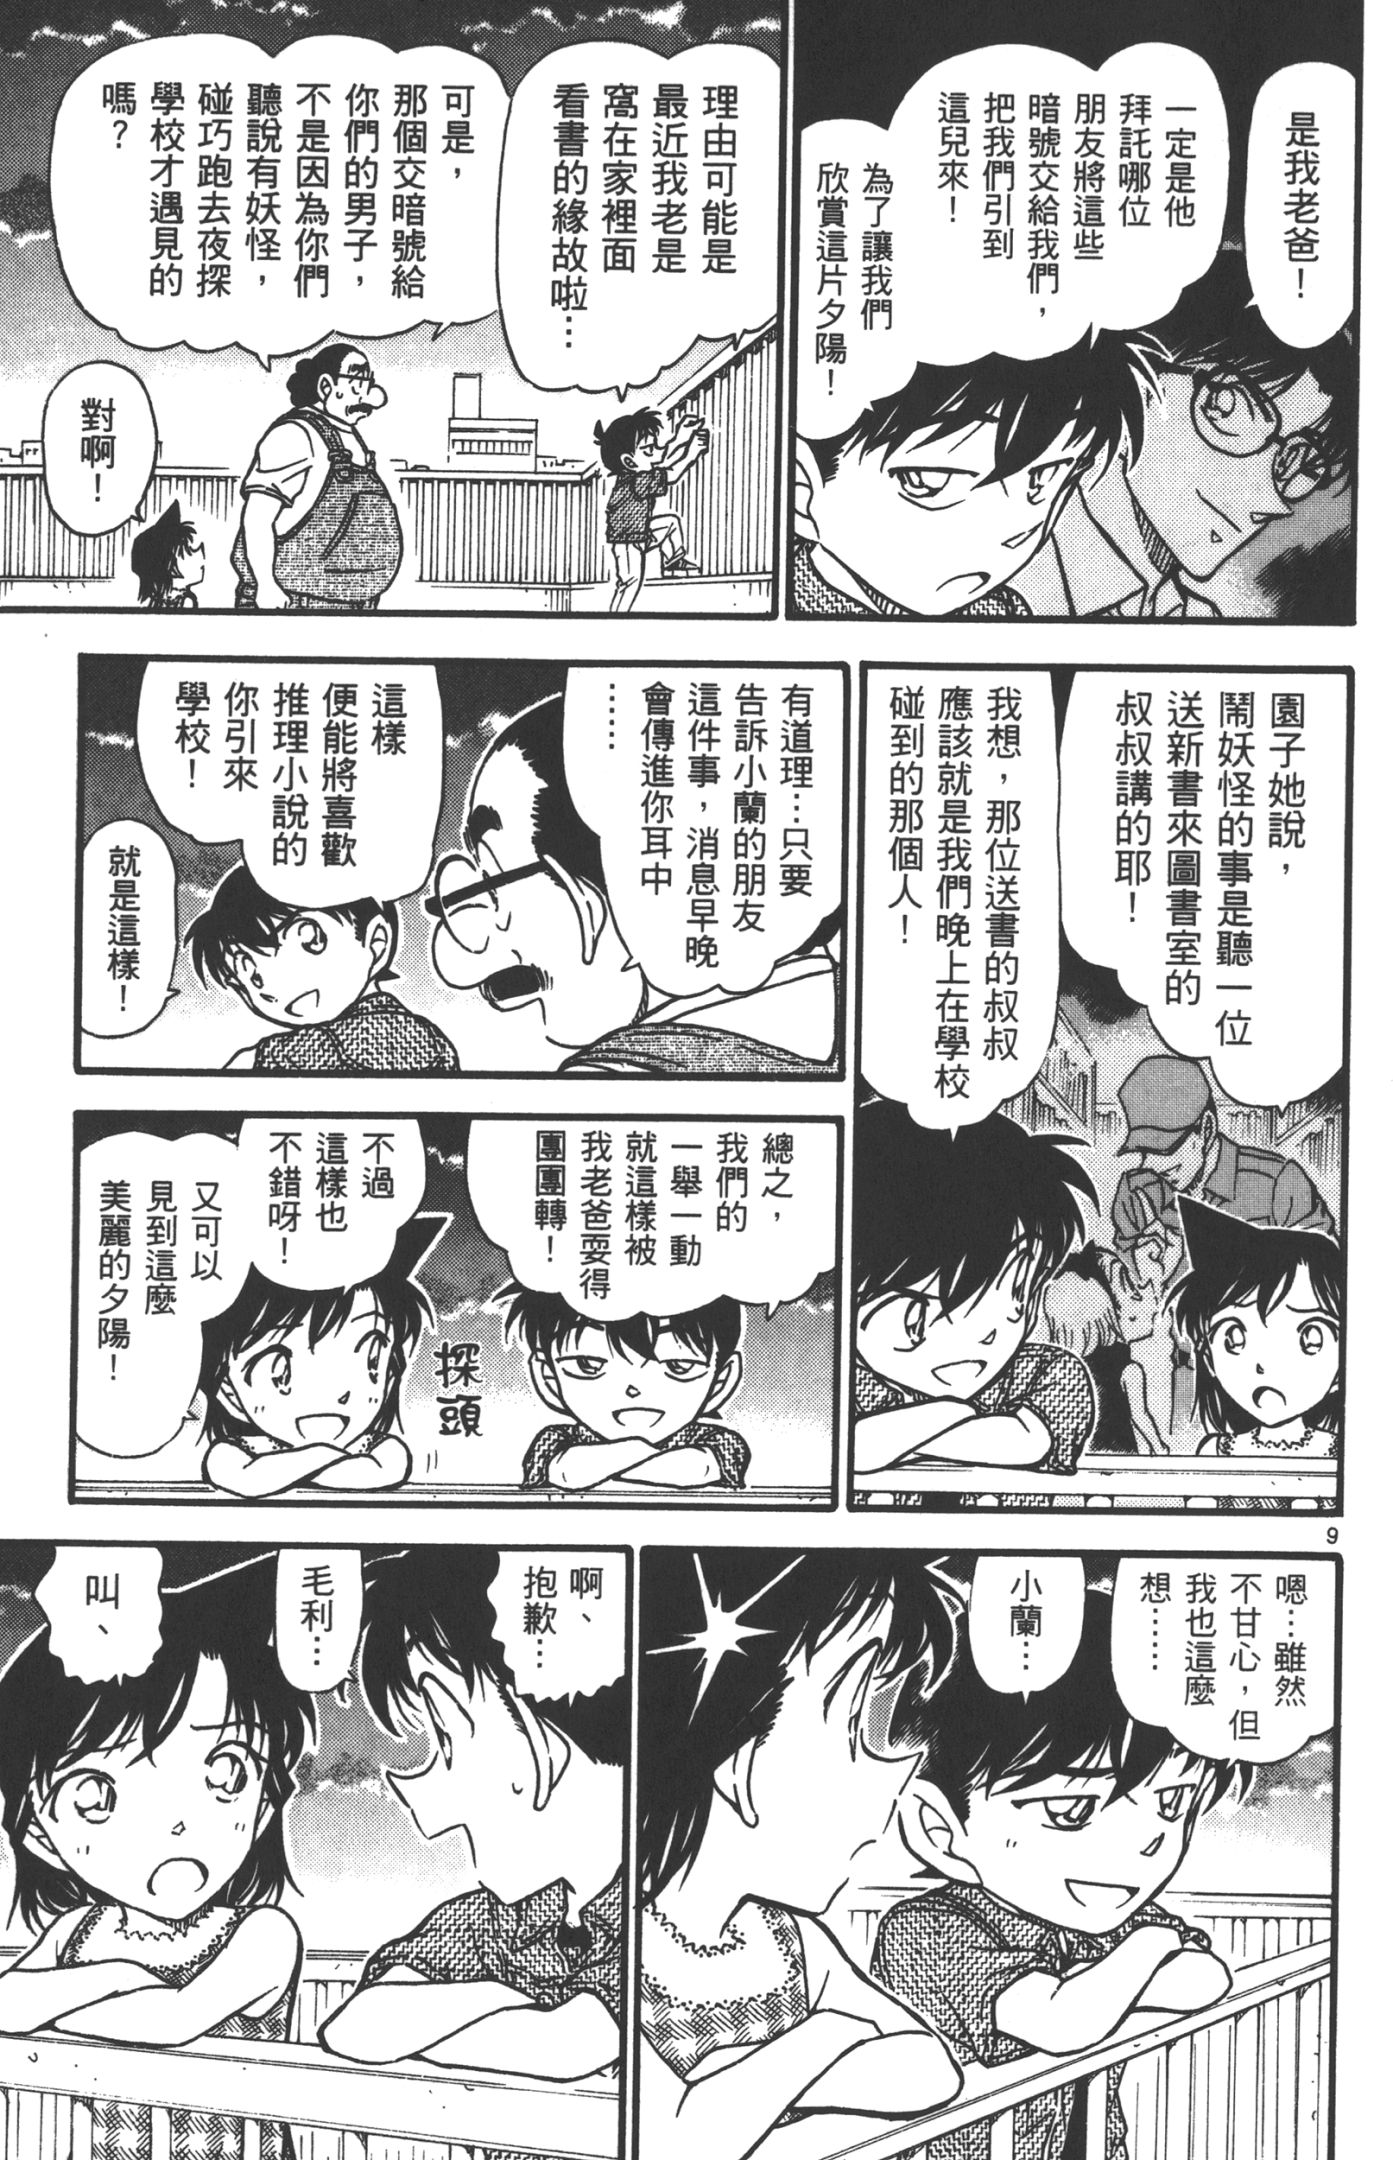 是我老爸！
一定是他
拜託哪位
朋友將這些
暗號交給我們，
把我們引到
這兒來！
為了讓我們
欣賞這片夕陽！
理由可能是
最近我老是
窩在家裡面
看書的緣故啦…
可是，
那個交暗號給
你們的男子，
不是因為你們
聽說有妖怪，
碰巧跑去夜探
學校才遇見的
嗎？
對啊！
園子她說，
鬧妖怪的事是聽一位
送新書來圖書室的
叔叔講的耶！
我想，那位送書的叔叔
應該就是我們晚上在學校
碰到的那個人！
有道理…只要
告訴小蘭的朋友
這件事，消息早晚
會傳進你耳中
……
這樣
便能將喜歡
推理小說的
你引來
學校！
就是這樣！
總之，
我們的
一舉一動
就這樣被
我老爸耍得
團團轉！
探頭
不過
這樣也
不錯呀！
又可以
見到這麼
美麗的夕陽！
9
嗯…雖然
不甘心，但
我也這麼
想……
小蘭…
啊、
抱歉…
毛利…
叫、